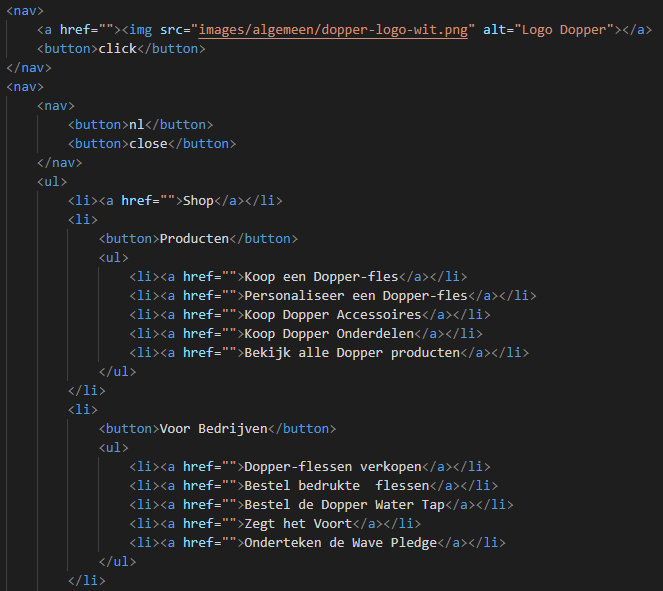 <nav>
    <a href=""><img src="images/algemeen/dopper-logo-wit.png" alt="Logo Dopper"></a>
    <button>click</button>
</nav>
<nav>
    <nav>
        <button>nl</button>
        <button>close</button>
    </nav>
    <ul>
        <li><a href="">Shop</a></li>
        <li>
            <button>Producten</button>
            <ul>
                <li><a href="">Koop een Dopper-fles</a></li>
                <li><a href="">Personaliseer een Dopper-fles</a></li>
                <li><a href="">Koop Dopper Accessoires</a></li>
                <li><a href="">Koop Dopper Onderdelen</a></li>
                <li><a href="">Bekijk alle Dopper producten</a></li>
            </ul>
        </li>
        <li>
            <button>Voor Bedrijven</button>
            <ul>
                <li><a href="">Dopper-flessen verkopen</a></li>
                <li><a href="">Bestel bedrukte  flessen</a></li>
                <li><a href="">Bestel de Dopper Water Tap</a></li>
                <li><a href="">Zegt het Voort</a></li>
                <li><a href="">Onderteken de Wave Pledge</a></li>
            </ul>
        </li>